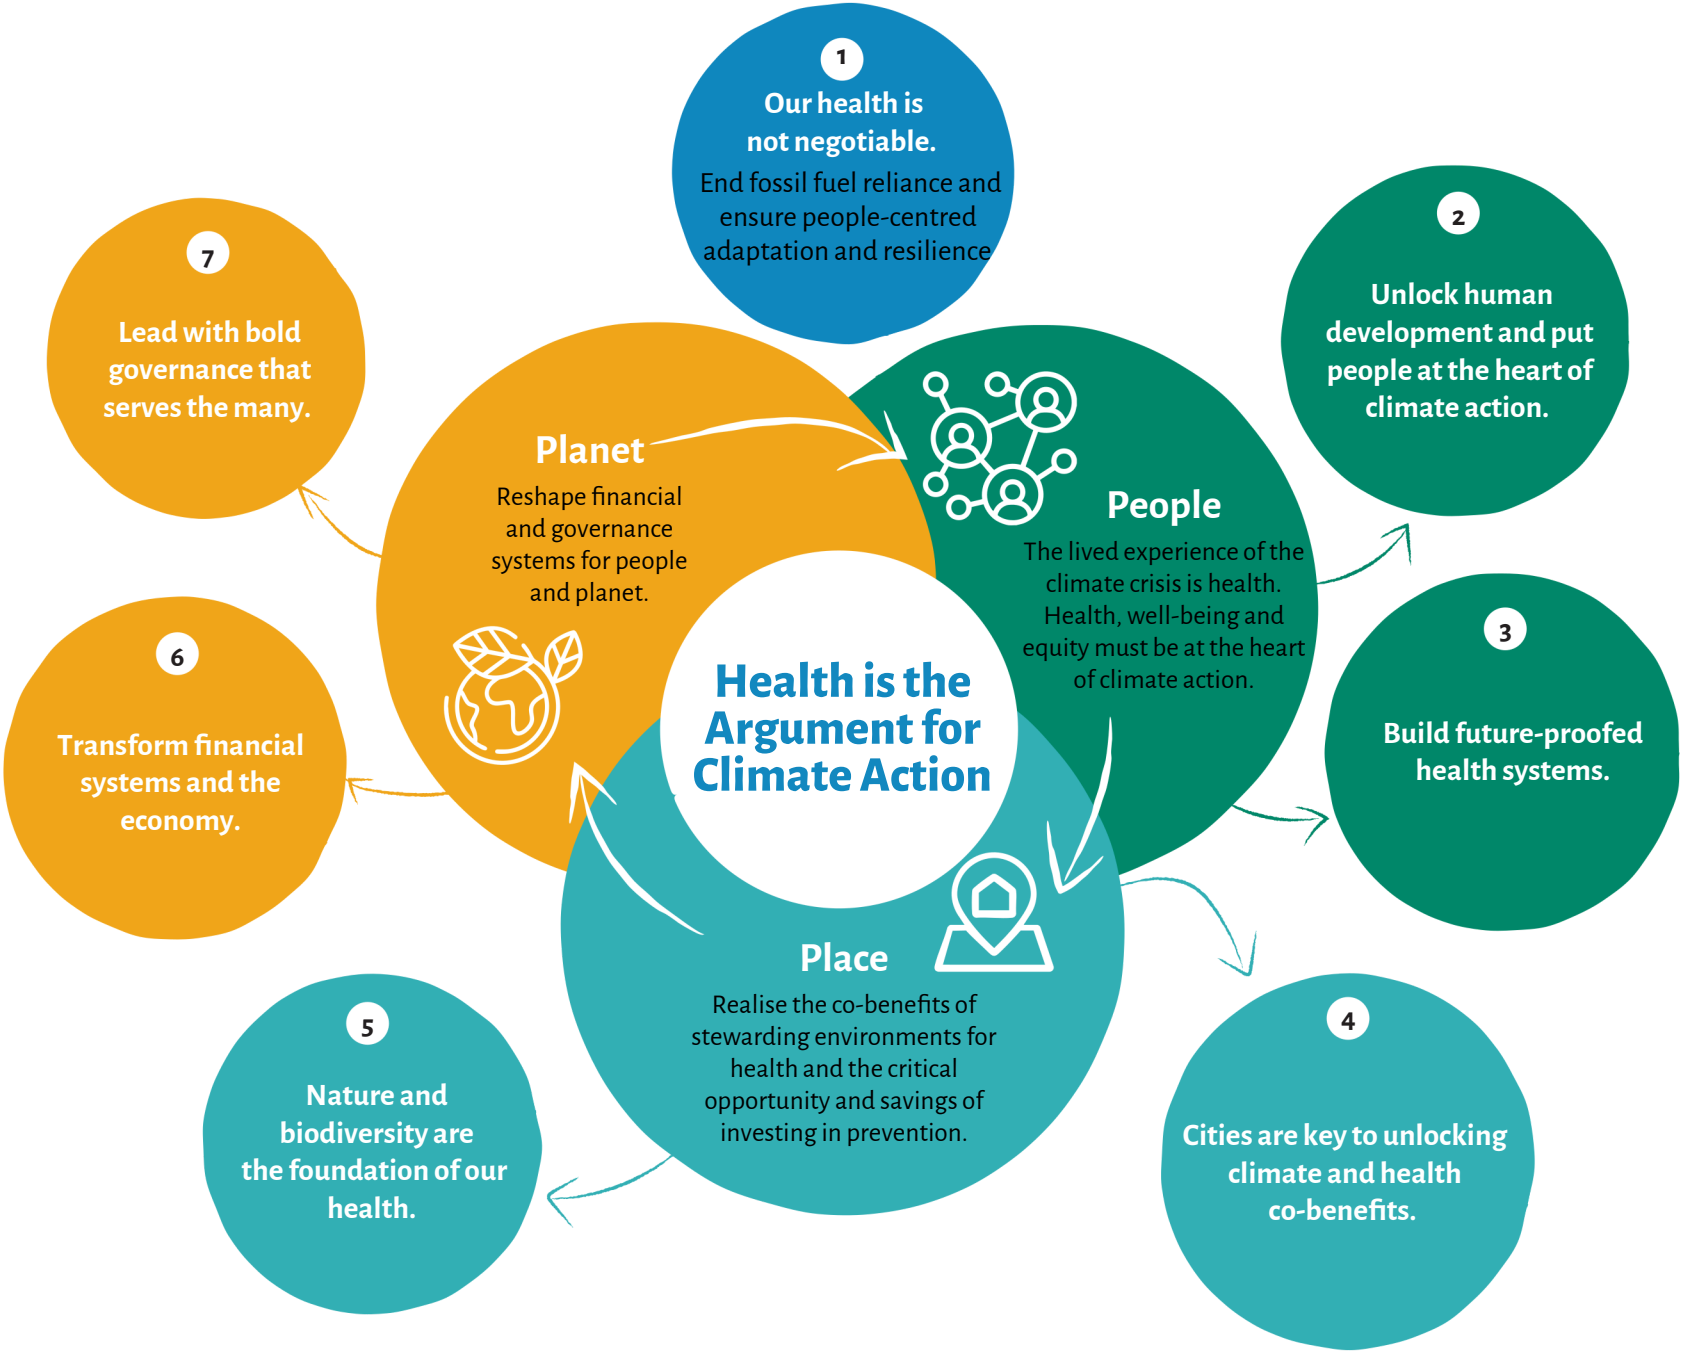 1
Our health is
not negotiable.
End fossil fuel reliance and
ensure people-centred
adaptation and resilience
2
Unlock human
development and put
people at the heart of
climate action.
3
Build future-proofed
health systems.
4
Cities are key to unlocking
climate and health
co-benefits.
5
Nature and
biodiversity are
the foundation of our
health.
6
Transform financial
systems and the
economy.
7
Lead with bold
governance that
serves the many.
Planet
Reshape financial
and governance
systems for people
and planet.
People
The lived experience of the
climate crisis is health.
Health, well-being and
equity must be at the heart
of climate action.
Health is the
Argument for
Climate Action
Place
Realise the co-benefits of
stewarding environments for
health and the critical
opportunity and savings of
investing in prevention.